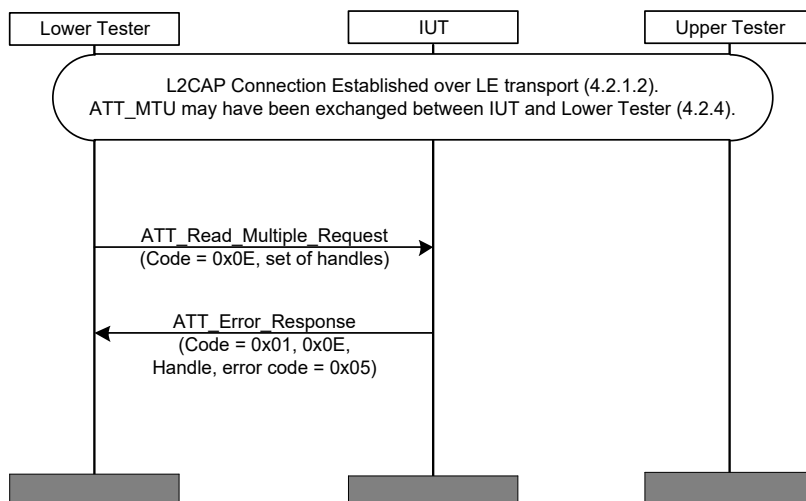 Lower Tester
IUT
Upper Tester
L2CAP Connection Established over LE transport (4.2.1.2).
ATT_MTU may have been exchanged between IUT and Lower Tester (4.2.4).
ATT_Read_Multiple_Request
(Code = 0x0E, set of handles)
ATT_Error_Response
(Code = 0x01, 0x0E,
Handle, error code = 0x05)